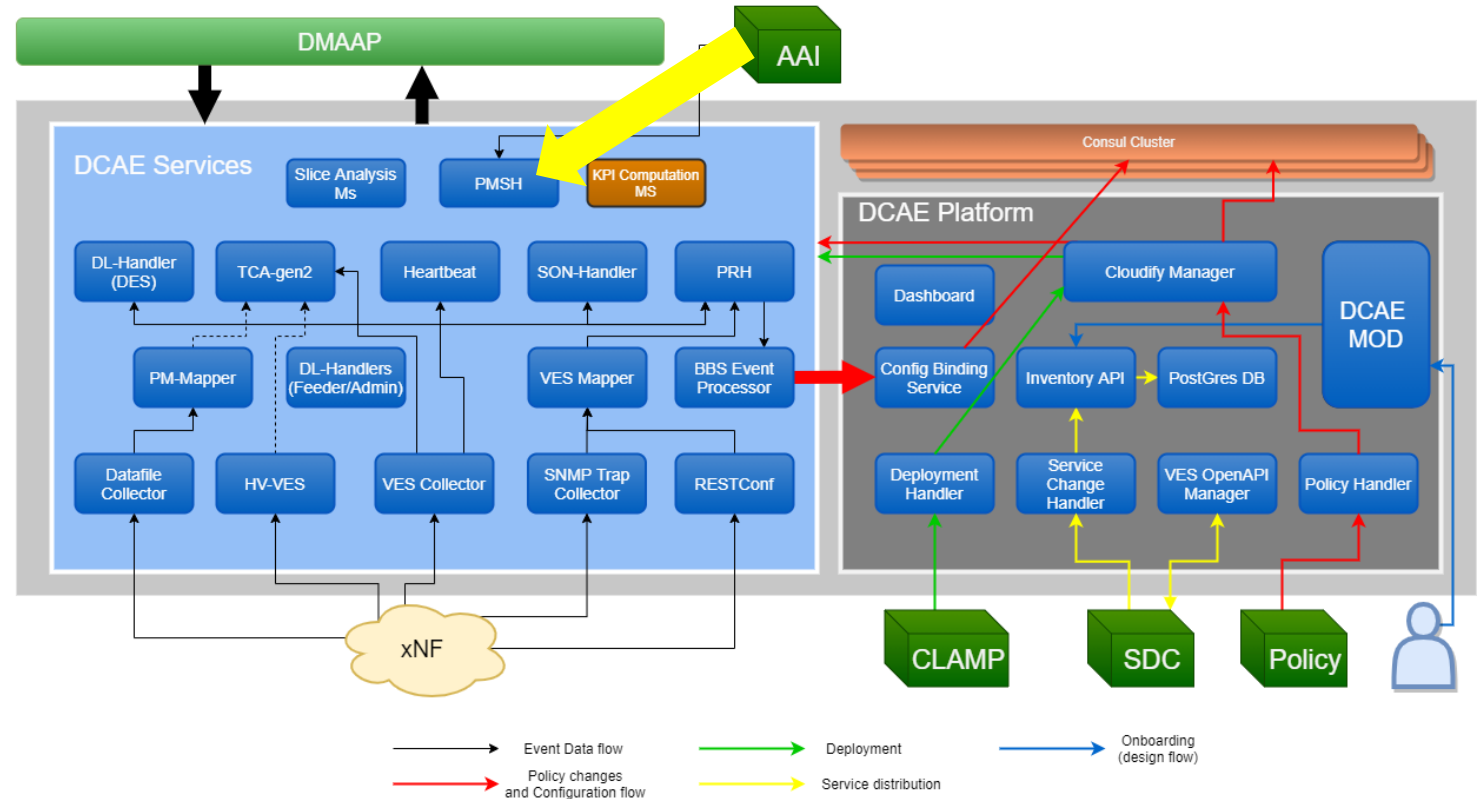 DMAAP
AAI
DCAE Services
Slice Analysis
Ms
PMSH
KPI Computation
MS
Consul Cluster
DL-Handler
(DES)
TCA-gen2
Heartbeat
SON-Handler
PRH
PM-Mapper
DL-Handlers
(Feeder/Admin)
VES Mapper
BBS Event
Processor
Datafile
Collector
HV-VES
VES Collector
SNMP Trap
Collector
RESTConf
xNF
DCAE Platform
Dashboard
Cloudify Manager
DCAE
MOD
Config Binding
Service
Inventory API
PostGres DB
Deployment
Handler
Service
Change
Handler
VES OpenAPI
Manager
Policy Handler
CLAMP
SDC
Policy
Event Data flow
Deployment
Onboarding
(design flow)
Policy changes
and Configuration flow
Service distribution